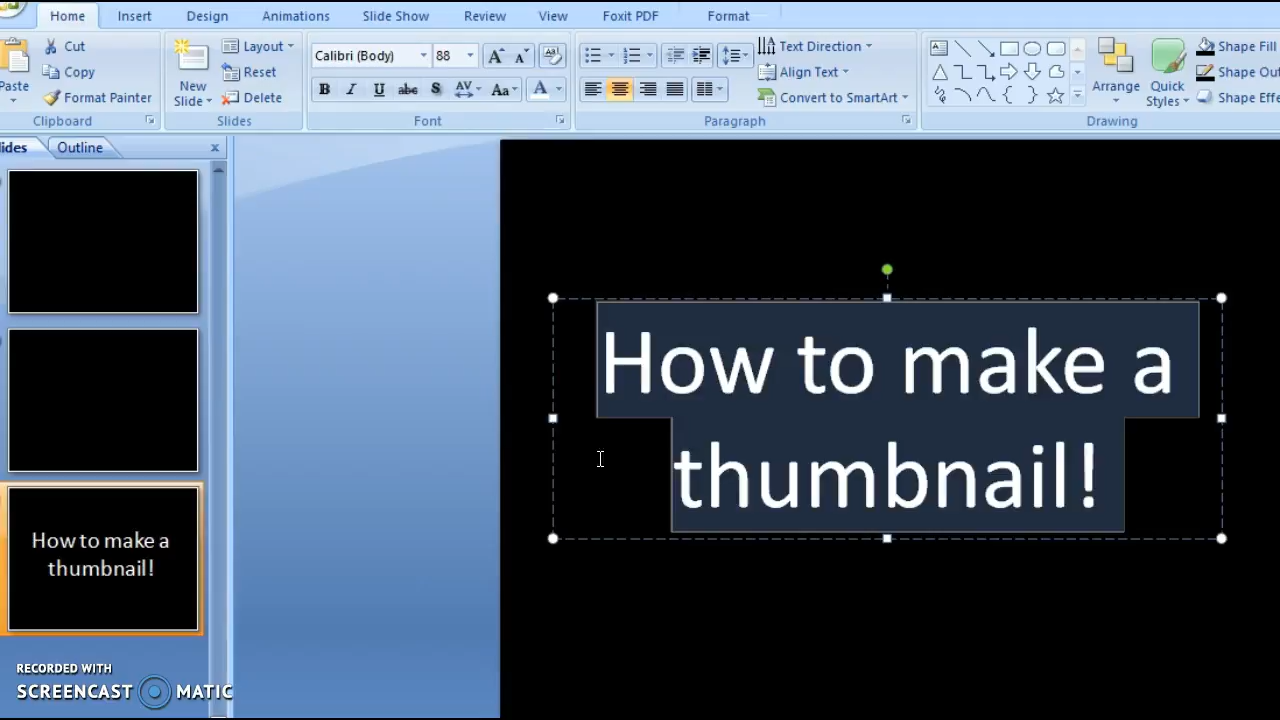 Home Insert Design Animations Slide Show Review View Foxit PDF Format
Cut
Copy
Format Painter
Paste
Clipboard
New
Slide
Layout
Reset
Delete
Slides
Calibri (Body) 88
B I U abc S AV Aa A
Font
Text Direction
Align Text
Convert to SmartArt
Paragraph
Arrange
Quick
Styles
Shape Fill
Shape Out
Shape Effe
Drawing
lides Outline x
How to make a
thumbnail!
How to make a
thumbnail!
RECORDED WITH
SCREENCAST MATIC